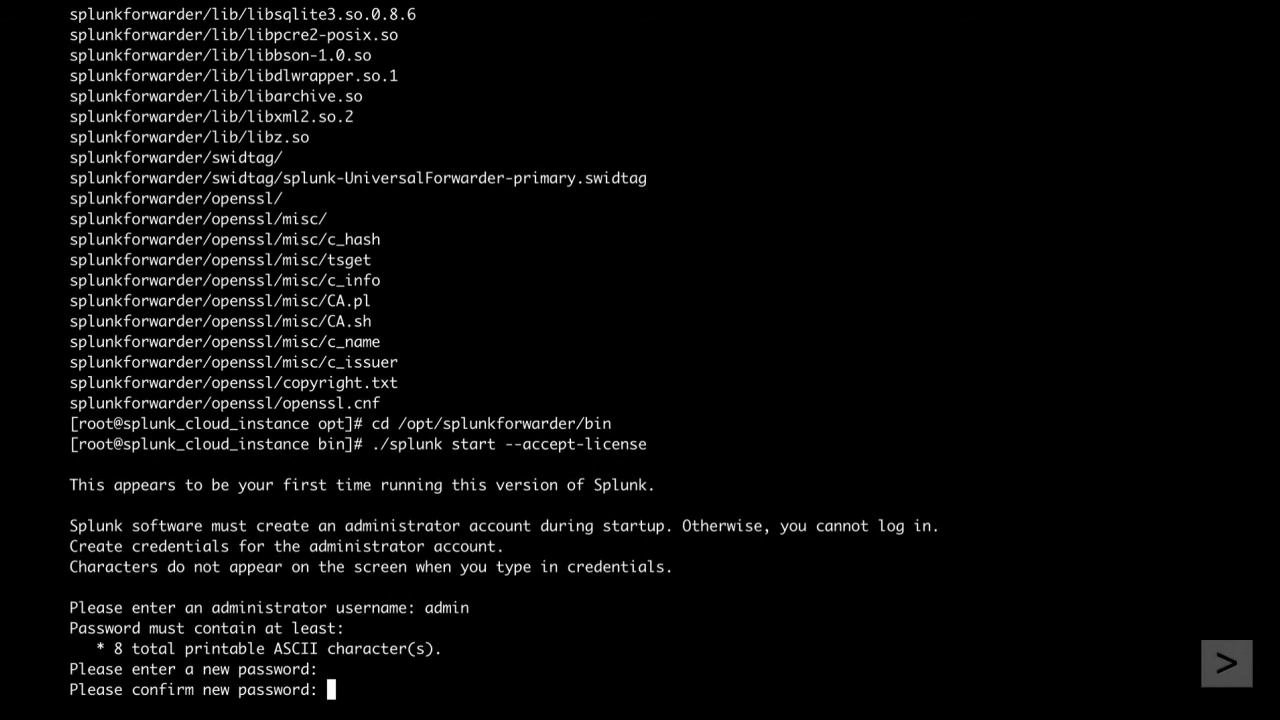 splunkforwarder/lib/libsqlite3.so.0.8.6
splunkforwarder/lib/libpcre2-posix.so
splunkforwarder/lib/libbson-1.0.so
splunkforwarder/lib/libdlwrapper.so.1
splunkforwarder/lib/libarchive.so
splunkforwarder/lib/libxml2.so.2
splunkforwarder/lib/libz.so
splunkforwarder/swidtag/
splunkforwarder/swidtag/splunk-UniversalForwarder-primary.swidtag
splunkforwarder/openssl/
splunkforwarder/openssl/misc/
splunkforwarder/openssl/misc/c_hash
splunkforwarder/openssl/misc/tsget
splunkforwarder/openssl/misc/c_info
splunkforwarder/openssl/misc/CA.pl
splunkforwarder/openssl/misc/CA.sh
splunkforwarder/openssl/misc/c_name
splunkforwarder/openssl/misc/c_issuer
splunkforwarder/openssl/copyright.txt
splunkforwarder/openssl/openssl.cnf
[root@splunk_cloud_instance opt]# cd /opt/splunkforwarder/bin
[root@splunk_cloud_instance bin]# ./splunk start --accept-license
This appears to be your first time running this version of Splunk.
Splunk software must create an administrator account during startup. Otherwise, you cannot log in.
Create credentials for the administrator account.
Characters do not appear on the screen when you type in credentials.
Please enter an administrator username: admin
Password must contain at least:
* 8 total printable ASCII character(s).
Please enter a new password:
Please confirm new password:
>